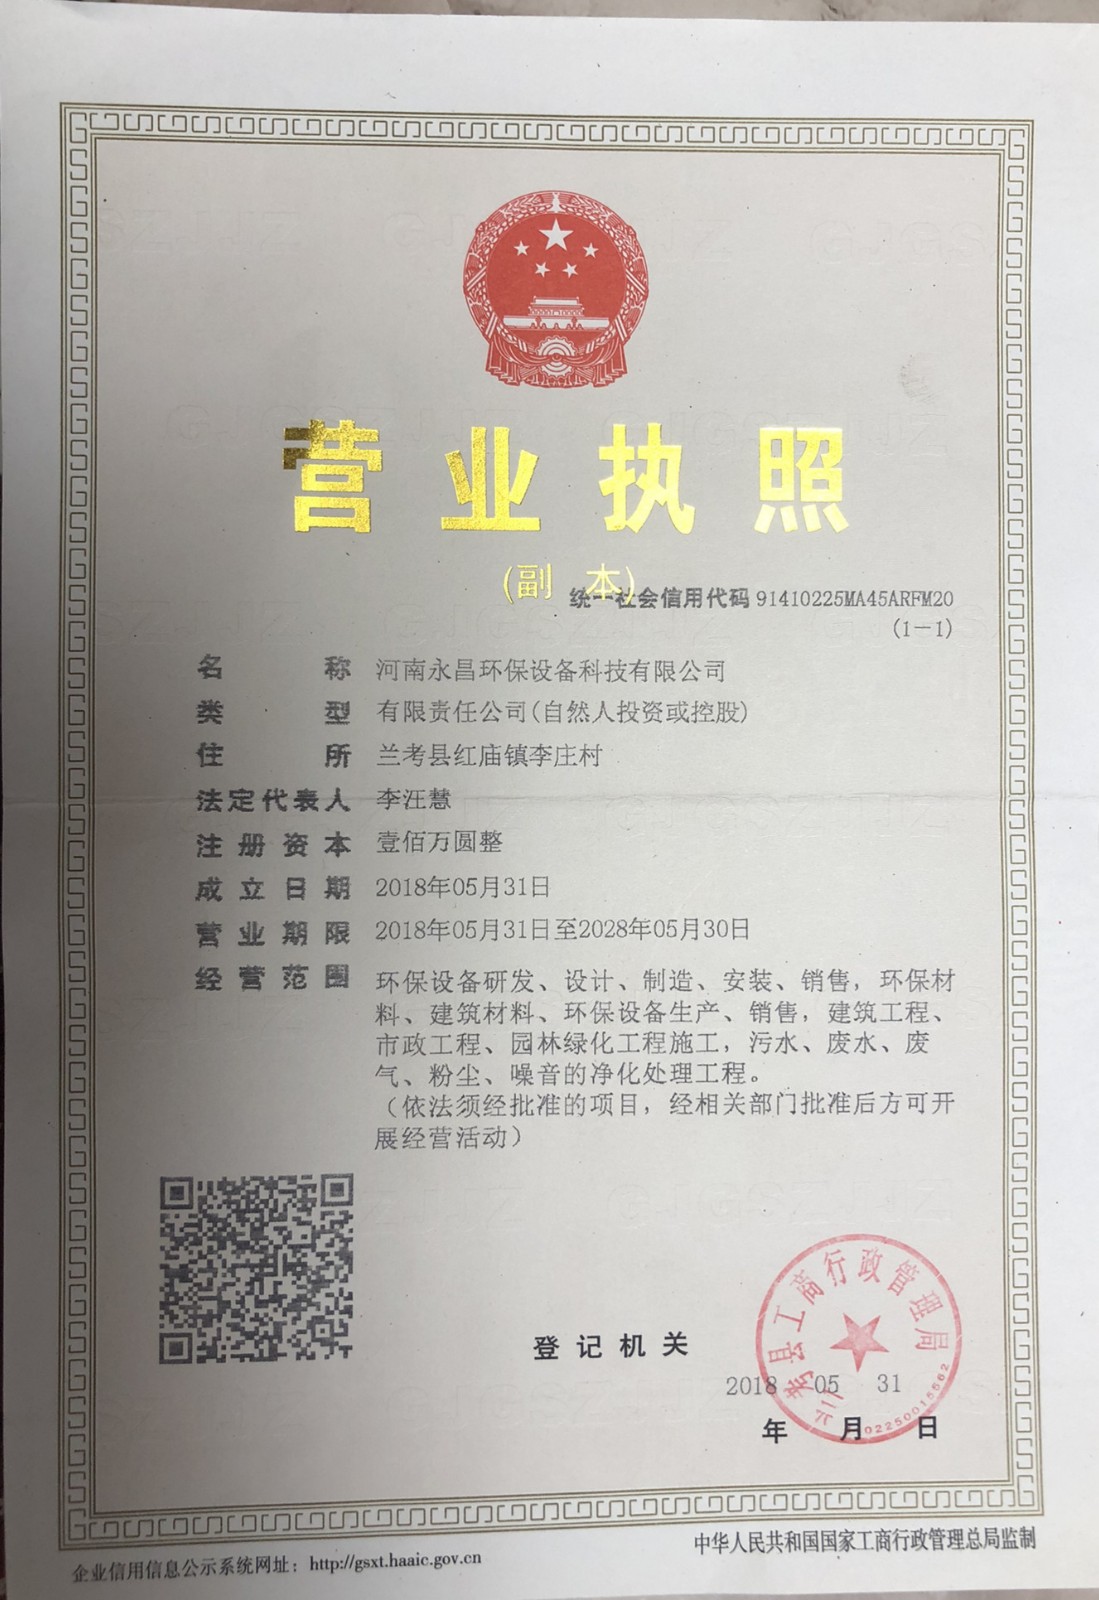 营业执照
(副 本)
统一社会信用代码 91410225MA45ARFM20
(1-1)
名 称 河南永昌环保设备科技有限公司
类 型 有限责任公司(自然人投资或控股)
住 所 兰考县红庙镇李庄村
法定代表人 李汪慧
注册资本 壹佰万圆整
成立日期 2018年05月31日
营业期限 2018年05月31日至2028年05月30日
经营范围 环保设备研发、设计、制造、安装、销售，环保材
料、建筑材料、环保设备生产、销售，建筑工程、
市政工程、园林绿化工程施工，污水、废水、废
气、粉尘、噪音的净化处理工程。
（依法须经批准的项目，经相关部门批准后方可开
展经营活动）
兰考县工商行政管理局
登记机关
2018 05 31
年 月 日
企业信用信息公示系统网址：http://gsxt.haaic.gov.cn
中华人民共和国国家工商行政管理总局监制